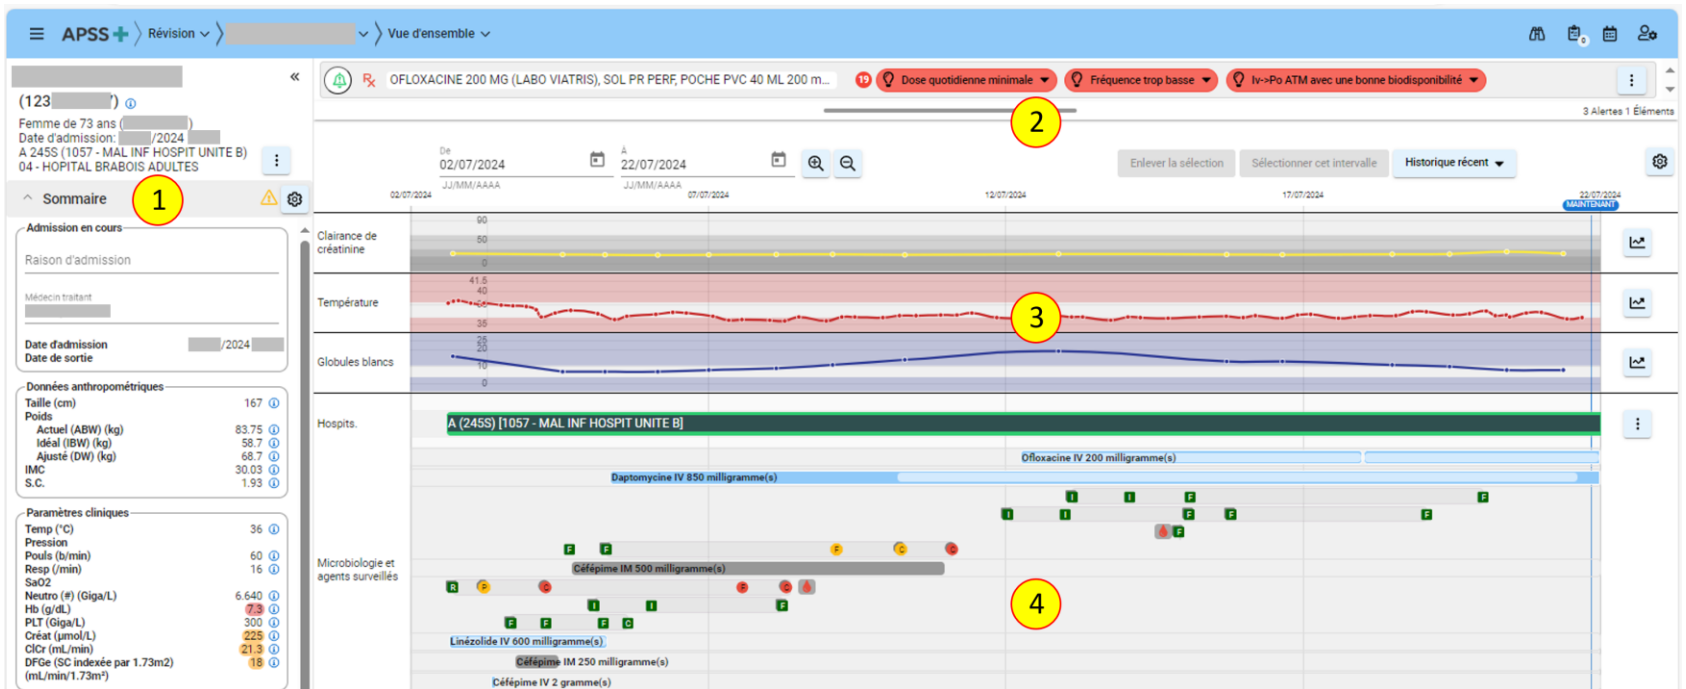 APSS+ Révision Vue d'ensemble
0
(123 ')
Femme de 73 ans ( )
Date d'admission: /2024
A 245S (1057 - MAL INF HOSPIT UNITE B)
04 - HOPITAL BRABOIS ADULTES
Sommaire
1
Admission en cours
Raison d'admission
Médecin traitant
Date d'admission /2024
Date de sortie
Données anthropométriques
Taille (cm) 167
Poids
Actuel (ABW) (kg) 83.75
Idéal (IBW) (kg) 58.7
Ajusté (DW) (kg) 68.7
IMC 30.03
S.C. 1.93
Paramètres cliniques
Temp (°C) 36
Pression
Pouls (b/min) 60
Resp (/min) 16
SaO2
Neutro (#) (Giga/L) 6.640
Hb (g/dL) 7.3
PLT (Giga/L) 300
Créat (µmol/L) 225
ClCr (mL/min) 21.3
DFGe (SC indexée par 1.73m2) 18
(mL/min/1.73m²)
Rx OFLOXACINE 200 MG (LABO VIATRIS), SOL PR PERF, POCHE PVC 40 ML 200 m... 19 Dose quotidienne minimale Fréquence trop basse Iv->Po ATM avec une bonne biodisponibilité
2
3 Alertes 1 Éléments
De
02/07/2024
JJ/MM/AAAA
À
22/07/2024
JJ/MM/AAAA
Enlever la sélection Sélectionner cet intervalle Historique récent
02/07/2024 07/07/2024 12/07/2024 17/07/2024 22/07/2024
MAINTENANT
Clairance de
créatinine
90
50
0
Température
41.5
40
35
3
Globules blancs
25
20
10
0
Hospits. A (245S) [1057 - MAL INF HOSPIT UNITE B]
Ofloxacine IV 200 milligramme(s)
Daptomycine IV 850 milligramme(s)
I I F F
I I F F F
F
F F F C C
Microbiologie et
agents surveillés
Céfépime IM 500 milligramme(s)
R P C F C
I I F
4
F F F C
Linézolide IV 600 milligramme(s)
Céfépime IM 250 milligramme(s)
Céfépime IV 2 gramme(s)